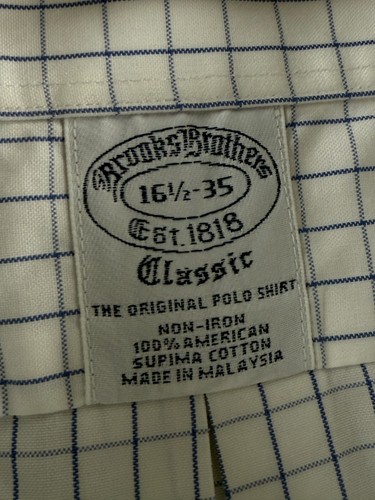 Brooks Brothers
16½-35
Est. 1818
Classic
THE ORIGINAL POLO SHIRT
NON-IRON
100% AMERICAN
SUPIMA COTTON
MADE IN MALAYSIA